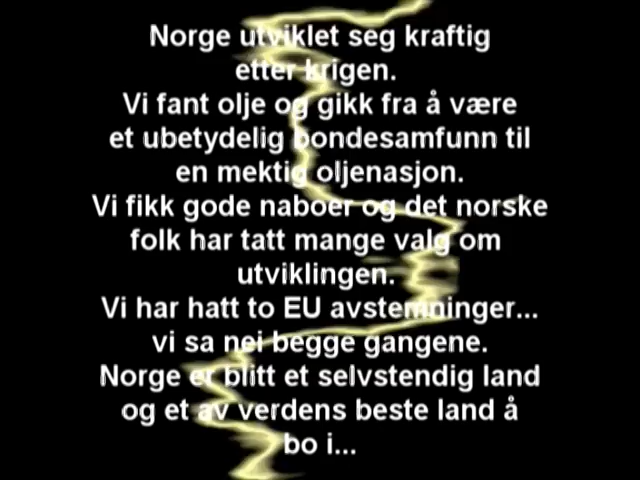 Norge utviklet seg kraftig
etter krigen.
Vi fant olje og gikk fra å være
et ubetydelig bondesamfunn til
en mektig oljenasjon.
Vi fikk gode naboer og det norske
folk har tatt mange valg om
utviklingen.
Vi har hatt to EU avstemninger...
vi sa nei begge gangene.
Norge er blitt et selvstendig land
og et av verdens beste land å
bo i...